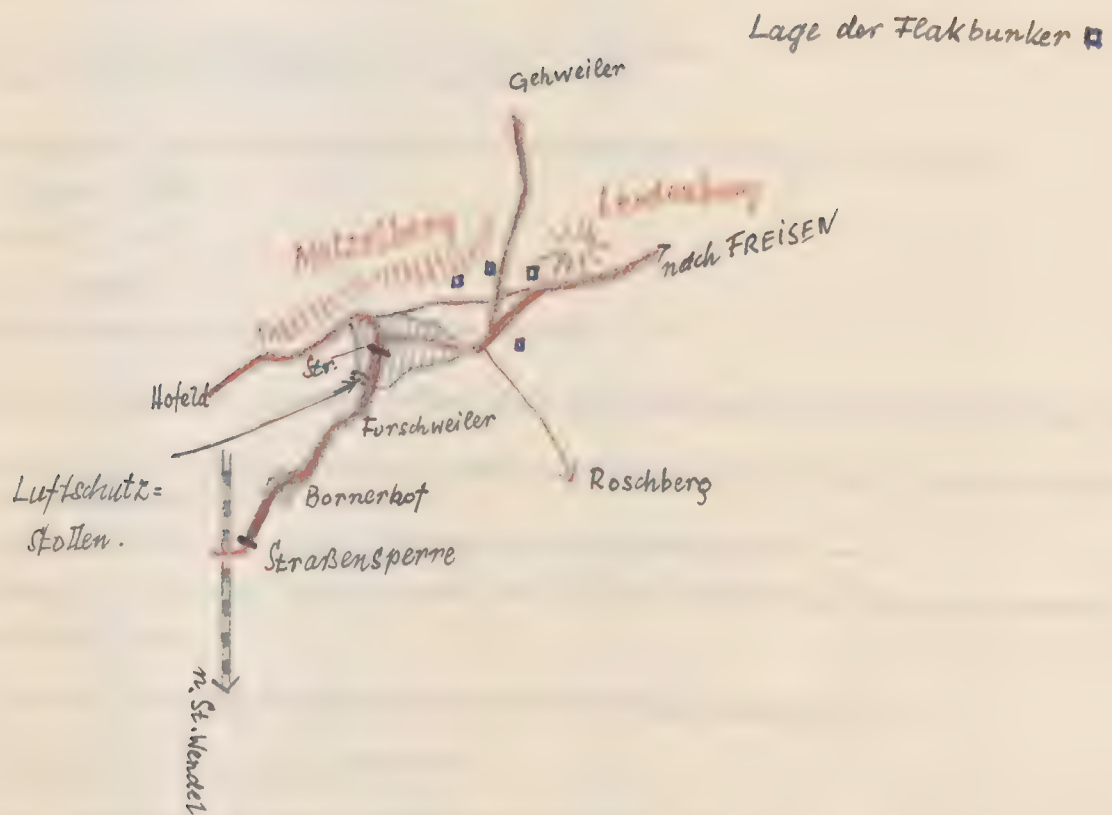 Lage der Flakbunker
Gehweiler
nach FREISEN
Str.
Hofeld
Furschweiler
Luftschutz=
Stollen.
Bornerhof
Roschberg
Straßensperre
n. St. Wendel